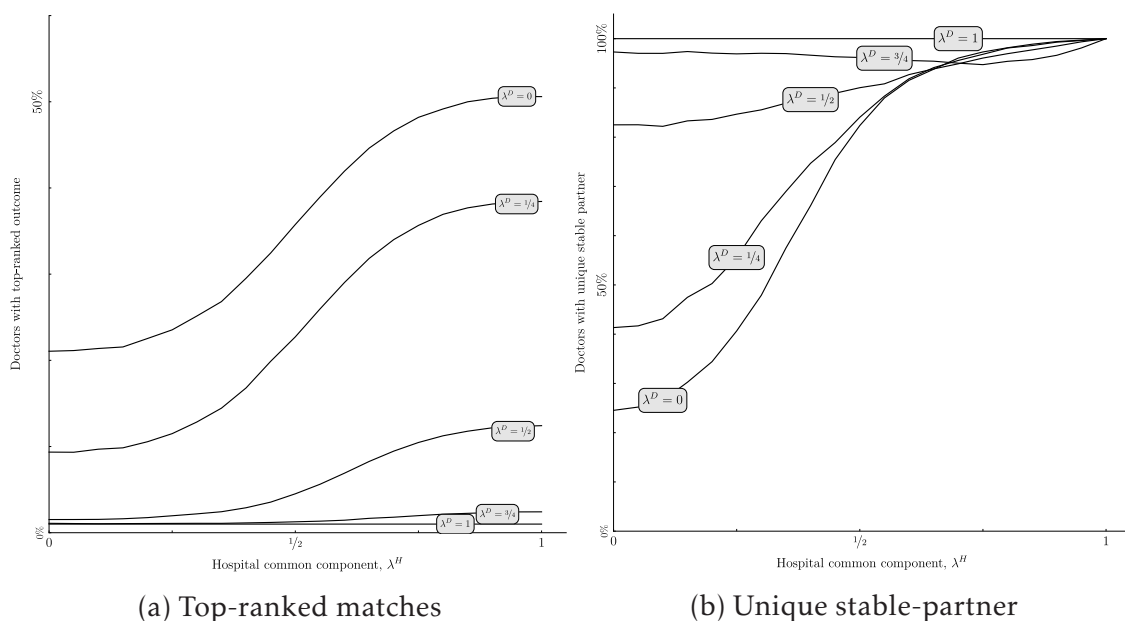 50%
0%
Doctors with top-ranked outcome
λ^D = 0
λ^D = 1/4
λ^D = 1/2
λ^D = 3/4
λ^D = 1
0
1/2
1
Hospital common component, λ^H
(a) Top-ranked matches
100%
50%
0%
Doctors with unique stable partner
λ^D = 1
λ^D = 3/4
λ^D = 1/2
λ^D = 1/4
λ^D = 0
0
1/2
1
Hospital common component, λ^H
(b) Unique stable-partner